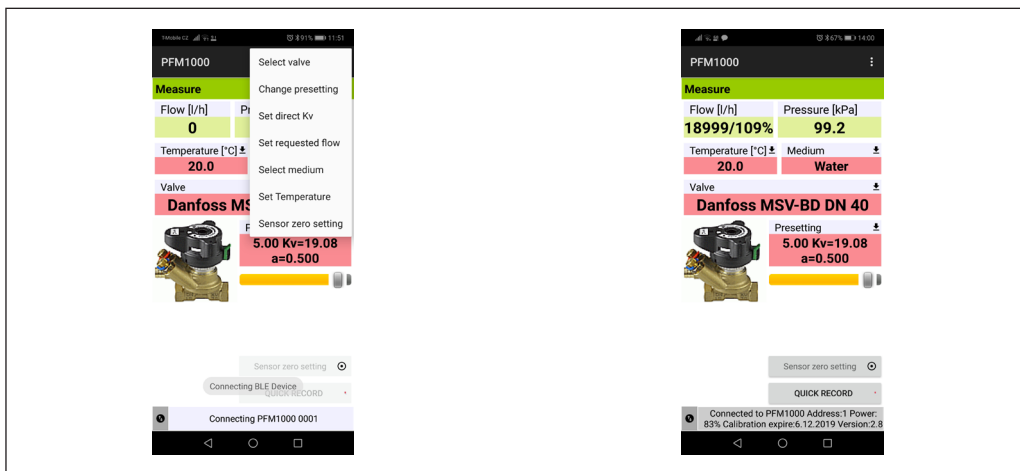 T-Mobile CZ 91% 11:51
PFM1000
Select valve
Change presetting
Set direct Kv
Set requested flow
Select medium
Set Temperature
Sensor zero setting
Measure
Flow [l/h]
0
Temperature [°C]
20.0
Valve
Danfoss MS
5.00 Kv=19.08
a=0.500
Sensor zero setting
Connecting BLE Device
QUICK RECORD
Connecting PFM1000 0001
67% 14:00
PFM1000
Measure
Flow [l/h] Pressure [kPa]
18999/109% 99.2
Temperature [°C] Medium
20.0 Water
Valve
Danfoss MSV-BD DN 40
Presetting
5.00 Kv=19.08
a=0.500
Sensor zero setting
QUICK RECORD
Connected to PFM1000 Address:1 Power:
83% Calibration expire:6.12.2019 Version:2.8